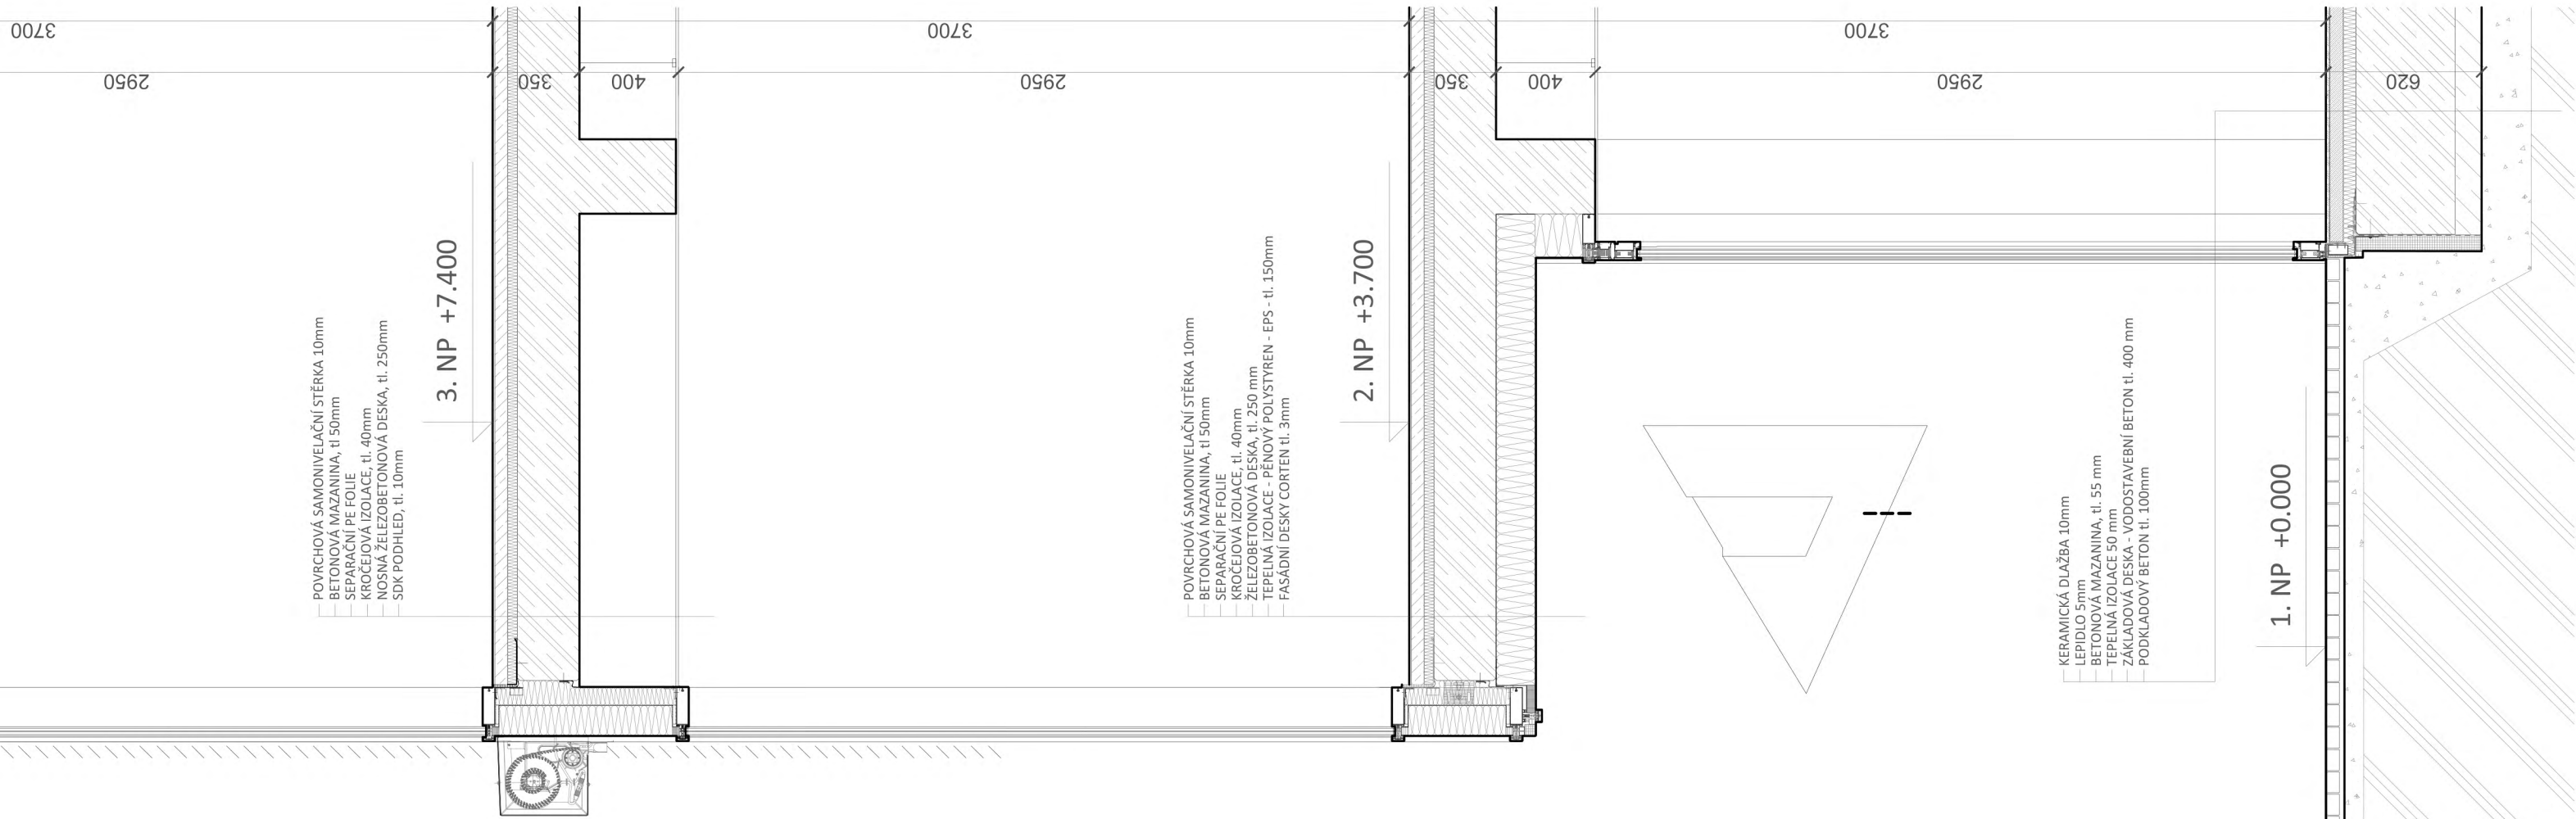 3700
3700
3700
2950
350
400
2950
350
400
2950
620
POVRCHOVÁ SAMONIVELAČNÍ STĚRKA 10mm
BETONOVÁ MAZANINA, tl 50mm
SEPARAČNÍ PE FOLIE
KROČEJOVÁ IZOLACE, tl. 40mm
NOSNÁ ŽELEZOBETONOVÁ DESKA, tl. 250mm
SDK PODHLED, tl. 10mm
3. NP +7.400
POVRCHOVÁ SAMONIVELAČNÍ STĚRKA 10mm
BETONOVÁ MAZANINA, tl 50mm
SEPARAČNÍ PE FOLIE
KROČEJOVÁ IZOLACE, tl. 40mm
ŽELEZOBETONOVÁ DESKA, tl. 250 mm
TEPELNÁ IZOLACE - PĚNOVÝ POLYSTYREN - EPS - tl. 150mm
FASÁDNÍ DESKY CORTEN tl. 3mm
2. NP +3.700
KERAMICKÁ DLAŽBA 10mm
LEPIDLO 5mm
BETONOVÁ MAZANINA, tl. 55 mm
TEPELNÁ IZOLACE 50 mm
ZÁKLADOVÁ DESKA - VODOSTAVEBNÍ BETON tl. 400 mm
PODKLADOVÝ BETON tl. 100mm
1. NP +0.000